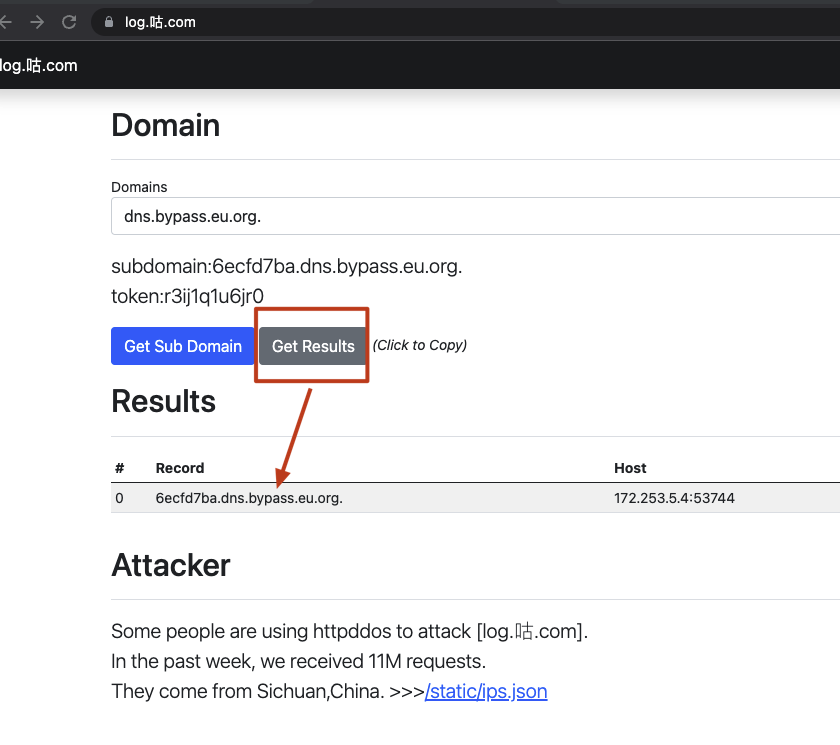 log.咕.com
log.咕.com
Domain
Domains
dns.bypass.eu.org.
subdomain:6ecfd7ba.dns.bypass.eu.org.
token:r3ij1q1u6jr0
Get Sub Domain Get Results (Click to Copy)
Results
# Record Host
0 6ecfd7ba.dns.bypass.eu.org. 172.253.5.4:53744
Attacker
Some people are using httpddos to attack [log.咕.com].
In the past week, we received 11M requests.
They come from Sichuan,China. >>>/static/ips.json